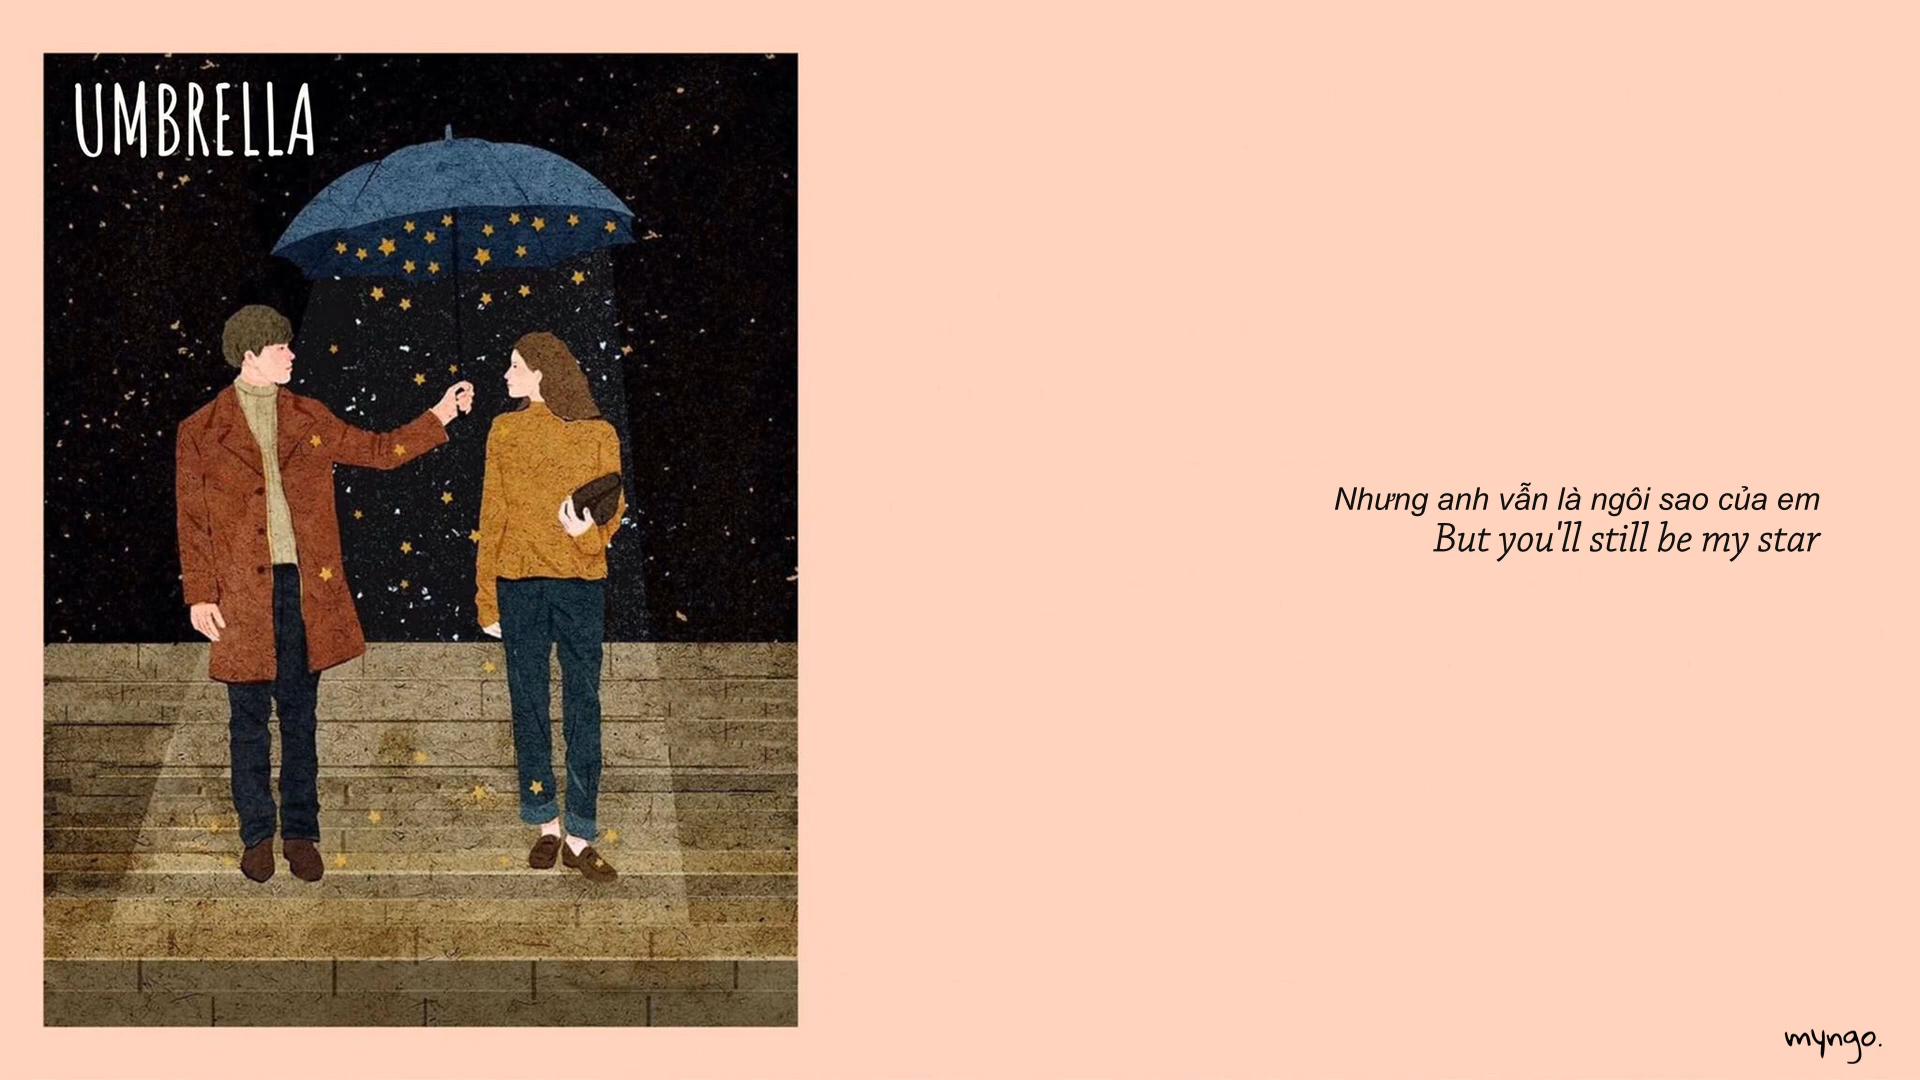 UMBRELLA
Nhưng anh vẫn là ngôi sao của em
But you'll still be my star
myngo.